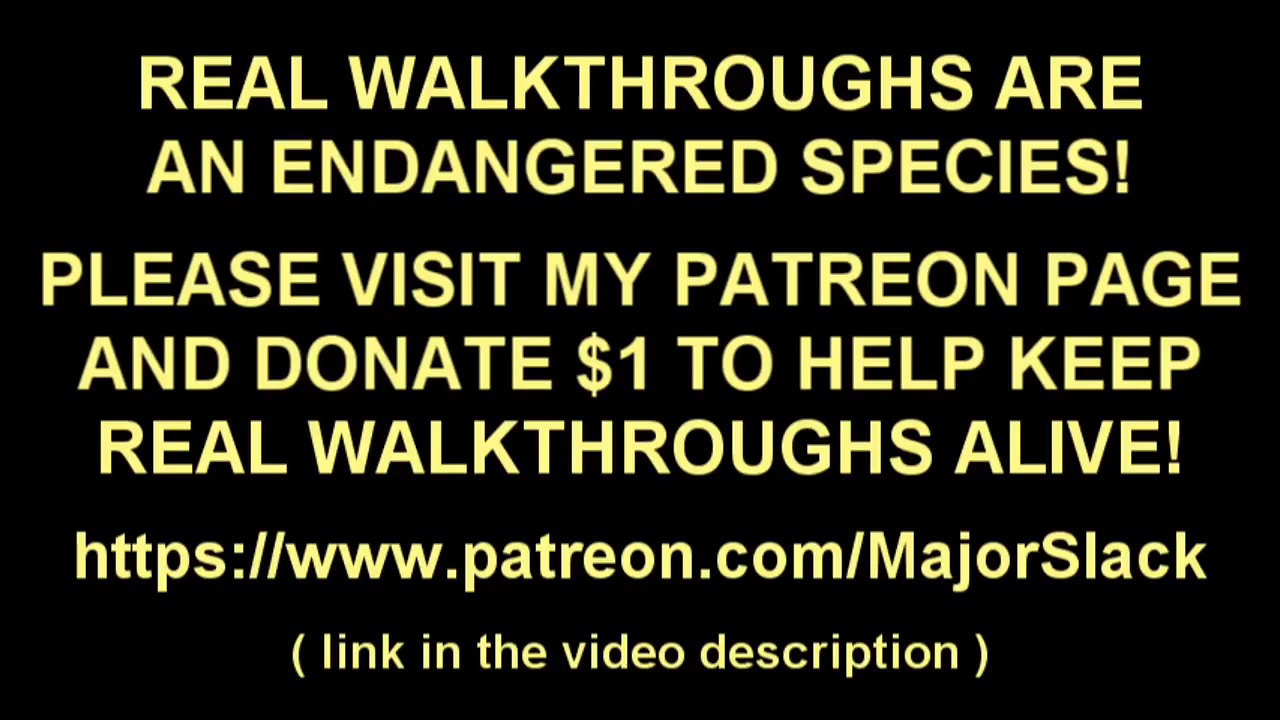 REAL WALKTHROUGHS ARE
AN ENDANGERED SPECIES!
PLEASE VISIT MY PATREON PAGE
AND DONATE $1 TO HELP KEEP
REAL WALKTHROUGHS ALIVE!
https://www.patreon.com/MajorSlack
( link in the video description )